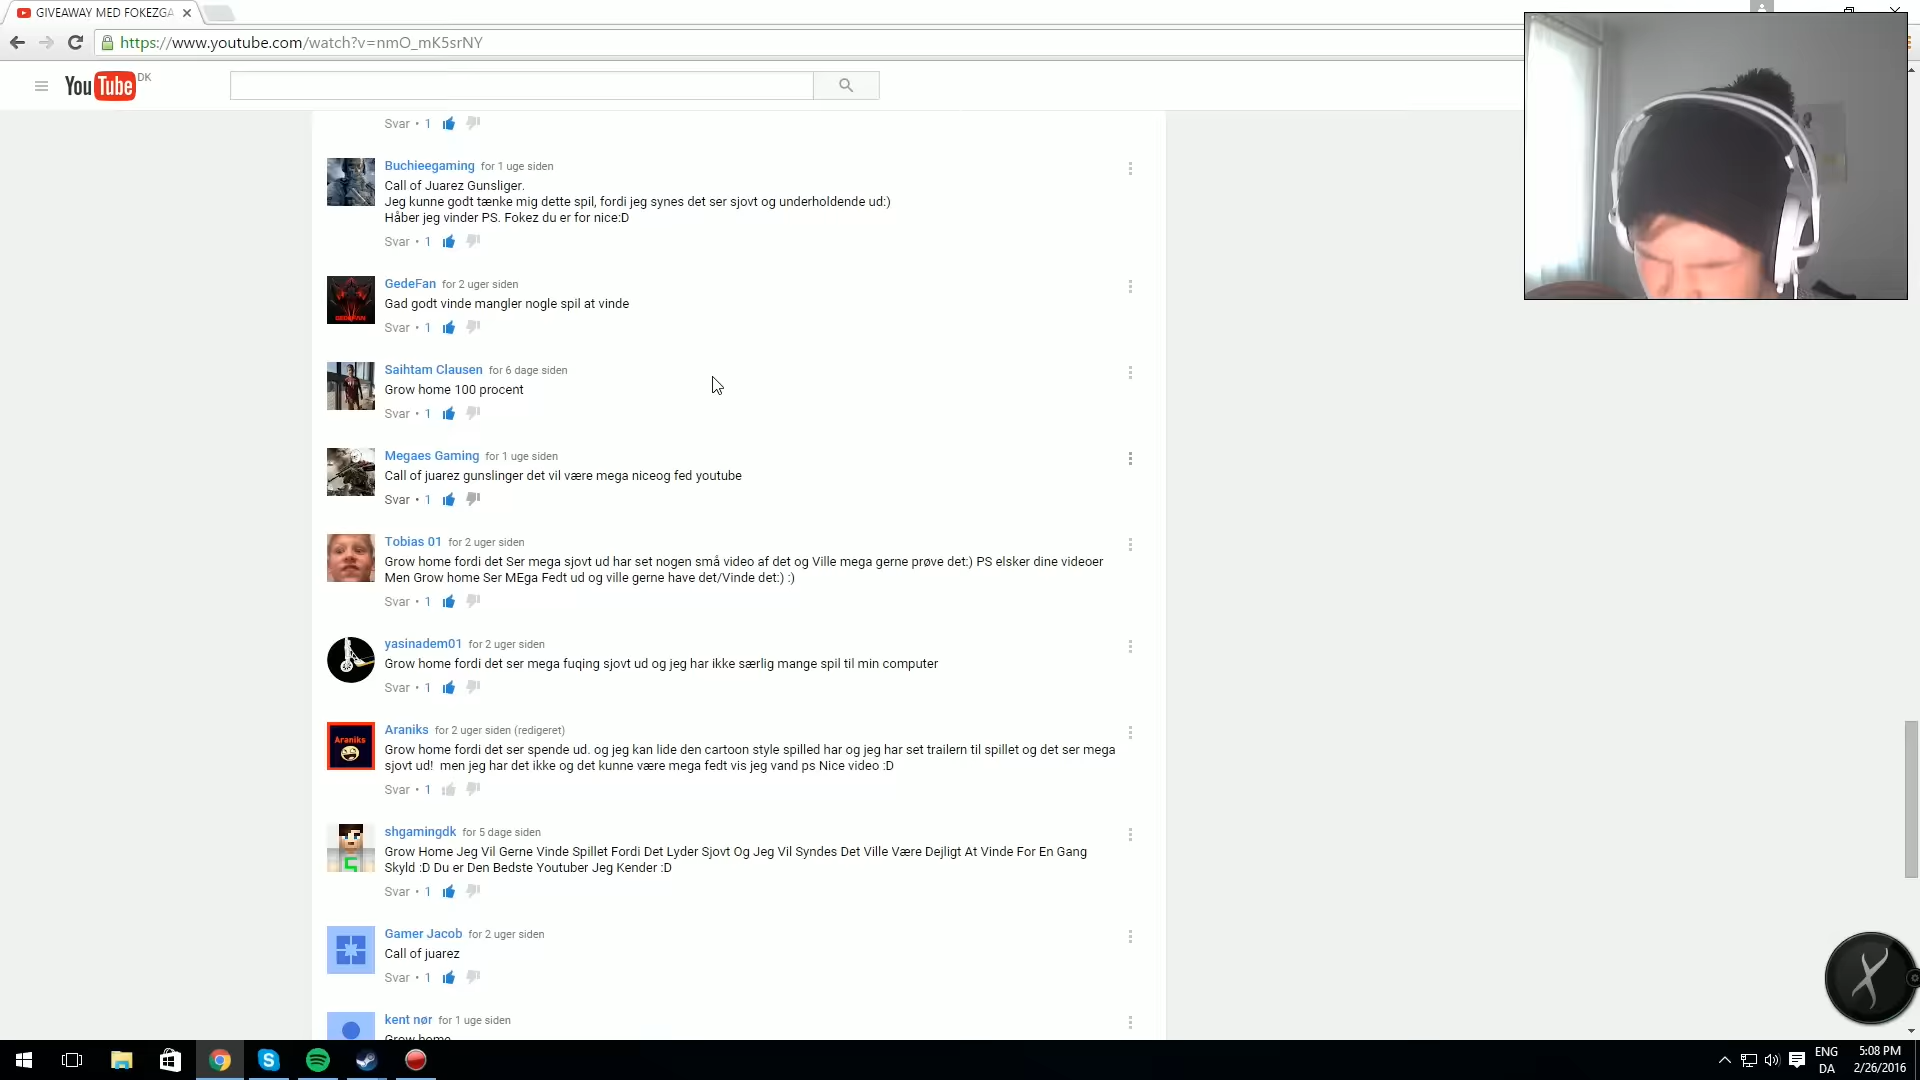 GIVEAWAY MED FOKEZGA
https://www.youtube.com/watch?v=nmO_mK5srNY
YouTube DK
Svar • 1
Buchieegaming for 1 uge siden
Call of Juarez Gunsliger.
Jeg kunne godt tænke mig dette spil, fordi jeg synes det ser sjovt og underholdende ud:)
Håber jeg vinder PS. Fokez du er for nice:D
Svar • 1
GedeFan for 2 uger siden
Gad godt vinde mangler nogle spil at vinde
Svar • 1
Saihtam Clausen for 6 dage siden
Grow home 100 procent
Svar • 1
Megaes Gaming for 1 uge siden
Call of juarez gunslinger det vil være mega niceog fed youtube
Svar • 1
Tobias 01 for 2 uger siden
Grow home fordi det Ser mega sjovt ud har set nogen små video af det og Ville mega gerne prøve det:) PS elsker dine videoer
Men Grow home Ser MEga Fedt ud og ville gerne have det/Vinde det:) :)
Svar • 1
yasinadem01 for 2 uger siden
Grow home fordi det ser mega fuqing sjovt ud og jeg har ikke særlig mange spil til min computer
Svar • 1
Araniks
Araniks for 2 uger siden (redigeret)
Grow home fordi det ser spende ud. og jeg kan lide den cartoon style spilled har og jeg har set trailern til spillet og det ser mega
sjovt ud!  men jeg har det ikke og det kunne være mega fedt vis jeg vand ps Nice video :D
Svar • 1
shgamingdk for 5 dage siden
Grow Home Jeg Vil Gerne Vinde Spillet Fordi Det Lyder Sjovt Og Jeg Vil Syndes Det Ville Være Dejligt At Vinde For En Gang
Skyld :D Du er Den Bedste Youtuber Jeg Kender :D
Svar • 1
Gamer Jacob for 2 uger siden
Call of juarez
Svar • 1
kent nør for 1 uge siden
Grow home
ENG
DA
5:08 PM
2/26/2016